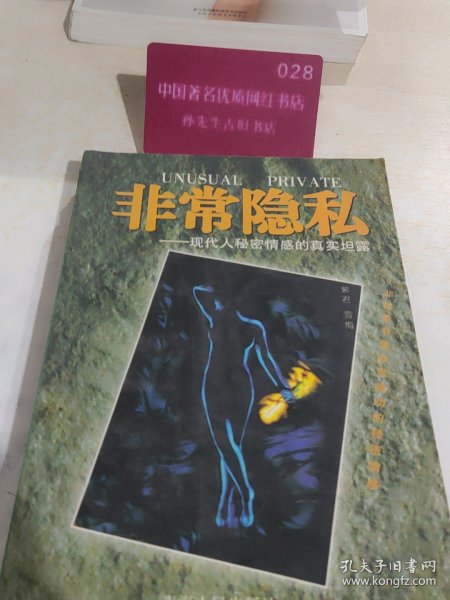 028
中国著名优质网红书店
孙先生古旧书店
UNUSUAL PRIVATE
非常隐私
——现代人秘密情感的真实坦露
紫君 雪梅
孔夫子旧书网
www.kongfz.com